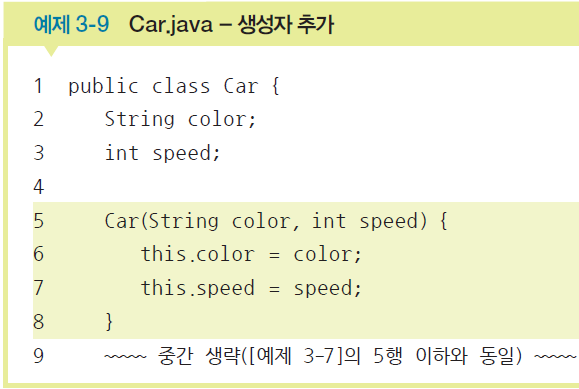 예제 3-9 Car.java – 생성자 추가
1 public class Car {
2 String color;
3 int speed;
4
5 Car(String color, int speed) {
6 this.color = color;
7 this.speed = speed;
8 }
9 ~~~~ 중간 생략([예제 3-7]의 5행 이하와 동일) ~~~~